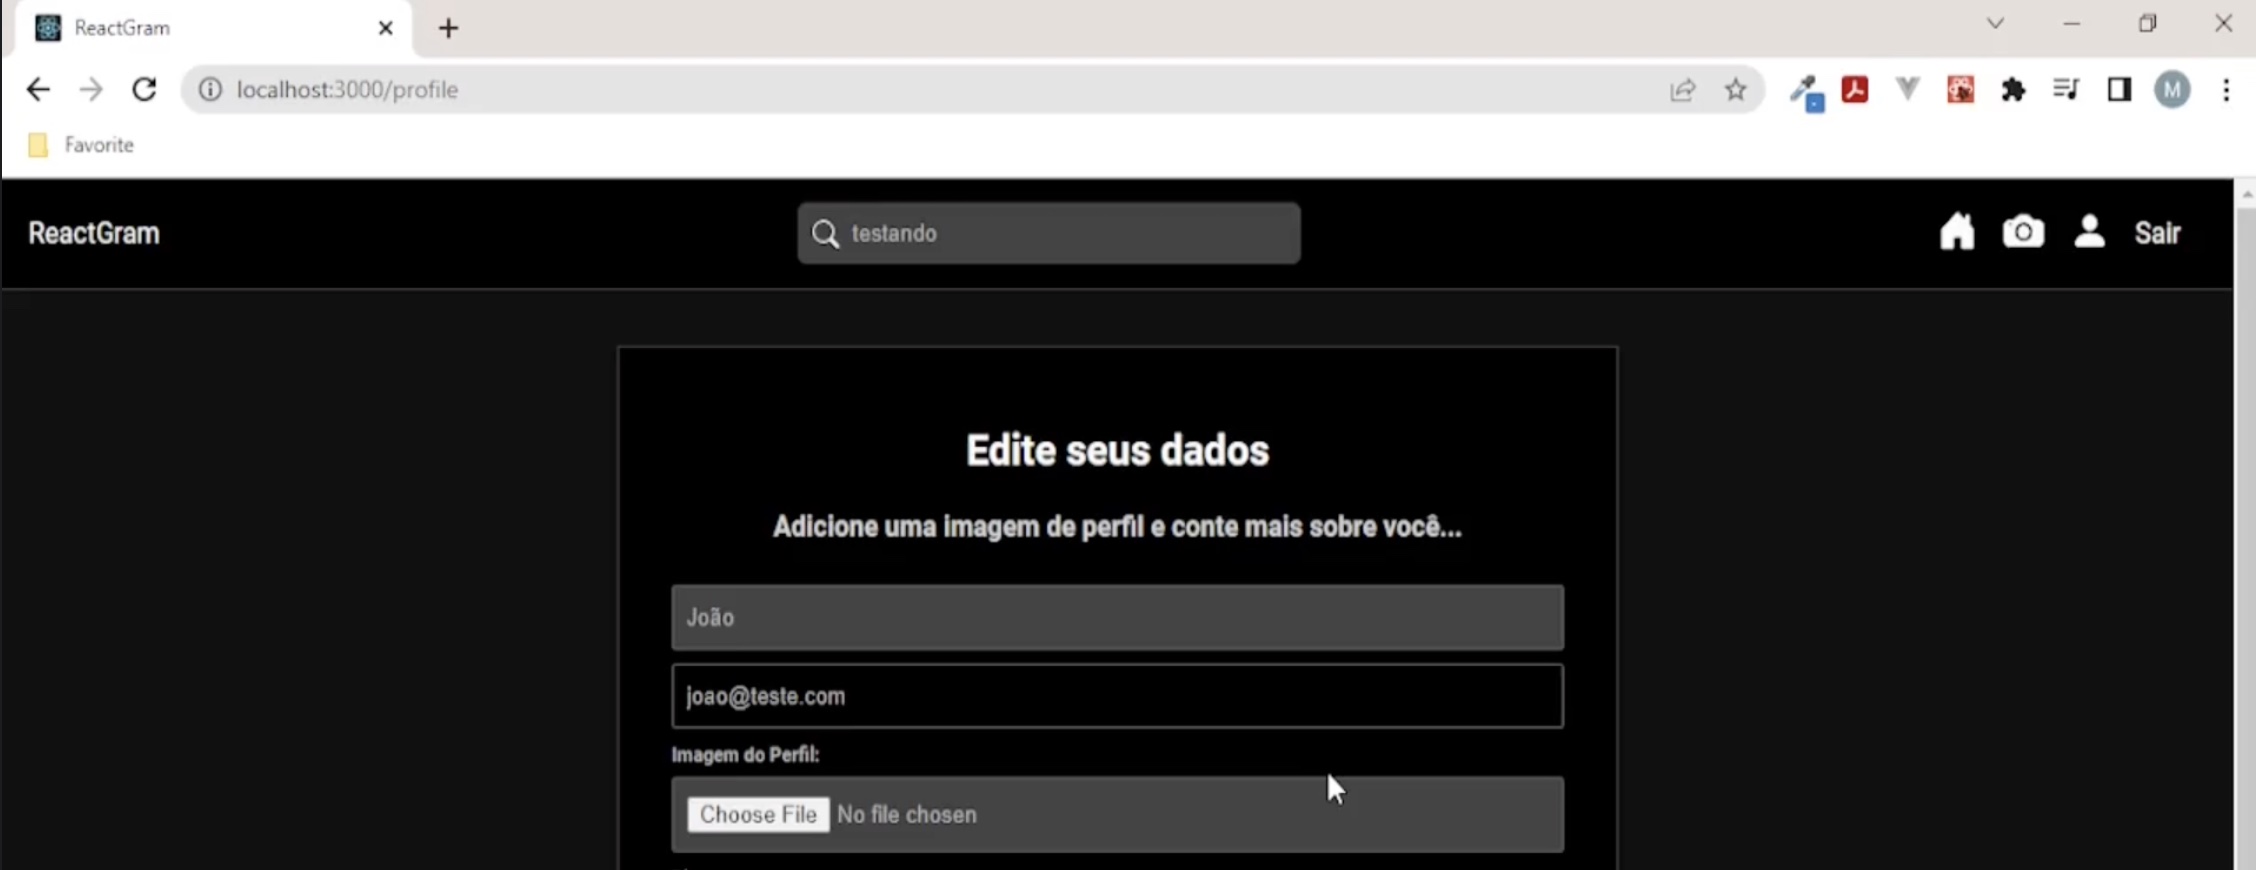 ReactGram
localhost:3000/profile
M
Favorite
ReactGram
testando
Sair
Edite seus dados
Adicione uma imagem de perfil e conte mais sobre você...
João
joao@teste.com
Imagem do Perfil:
Choose File No file chosen